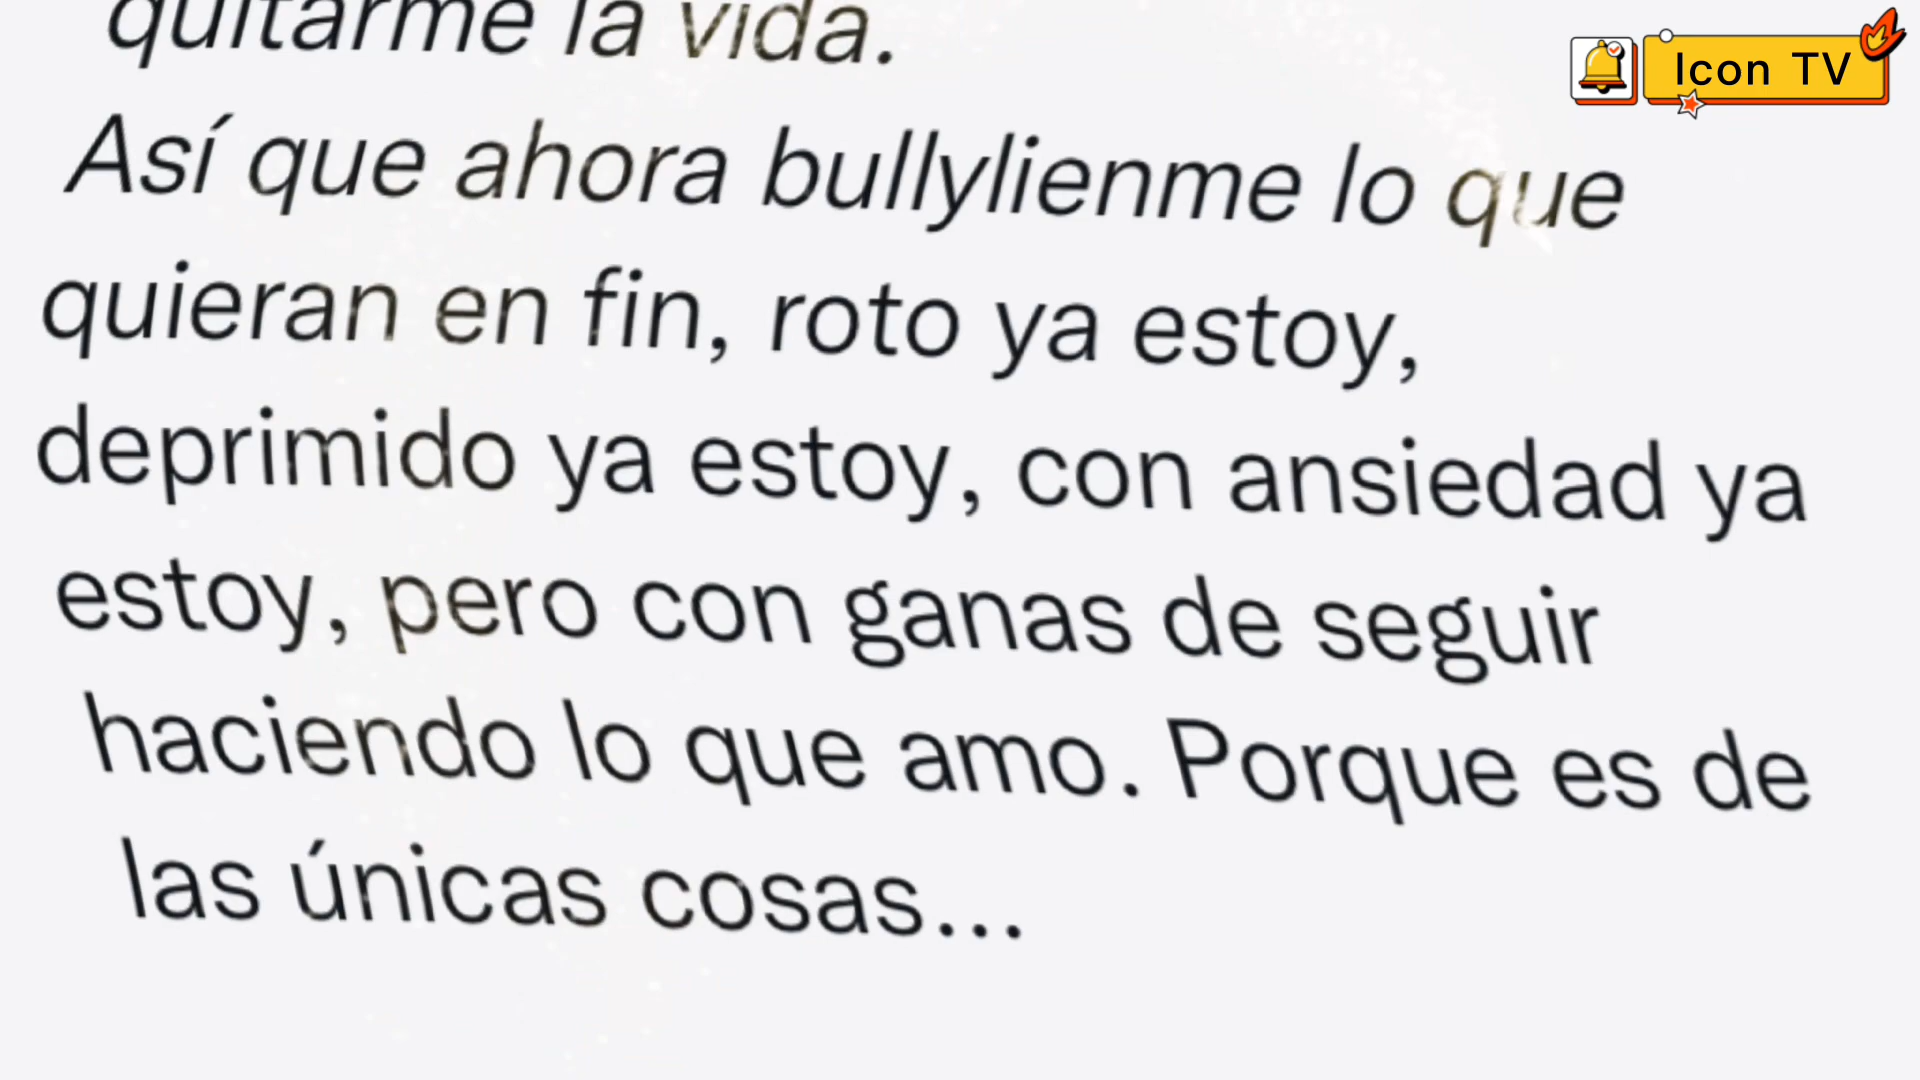 quitarme la vida.
Icon TV
Así que ahora bullylienme lo que
quieran en fin, roto ya estoy,
deprimido ya estoy, con ansiedad ya
estoy, pero con ganas de seguir
haciendo lo que amo. Porque es de
las únicas cosas...